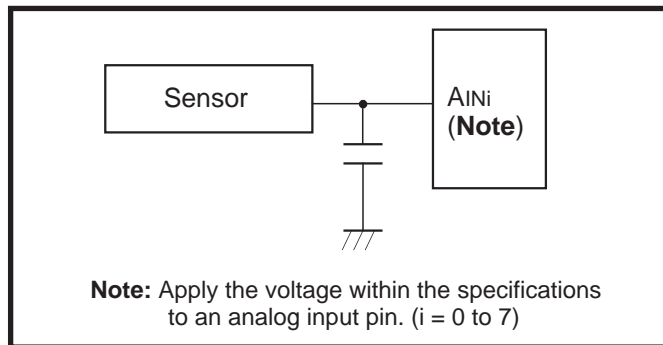 Sensor
AINi
(Note)
Note: Apply the voltage within the specifications
to an analog input pin. (i = 0 to 7)